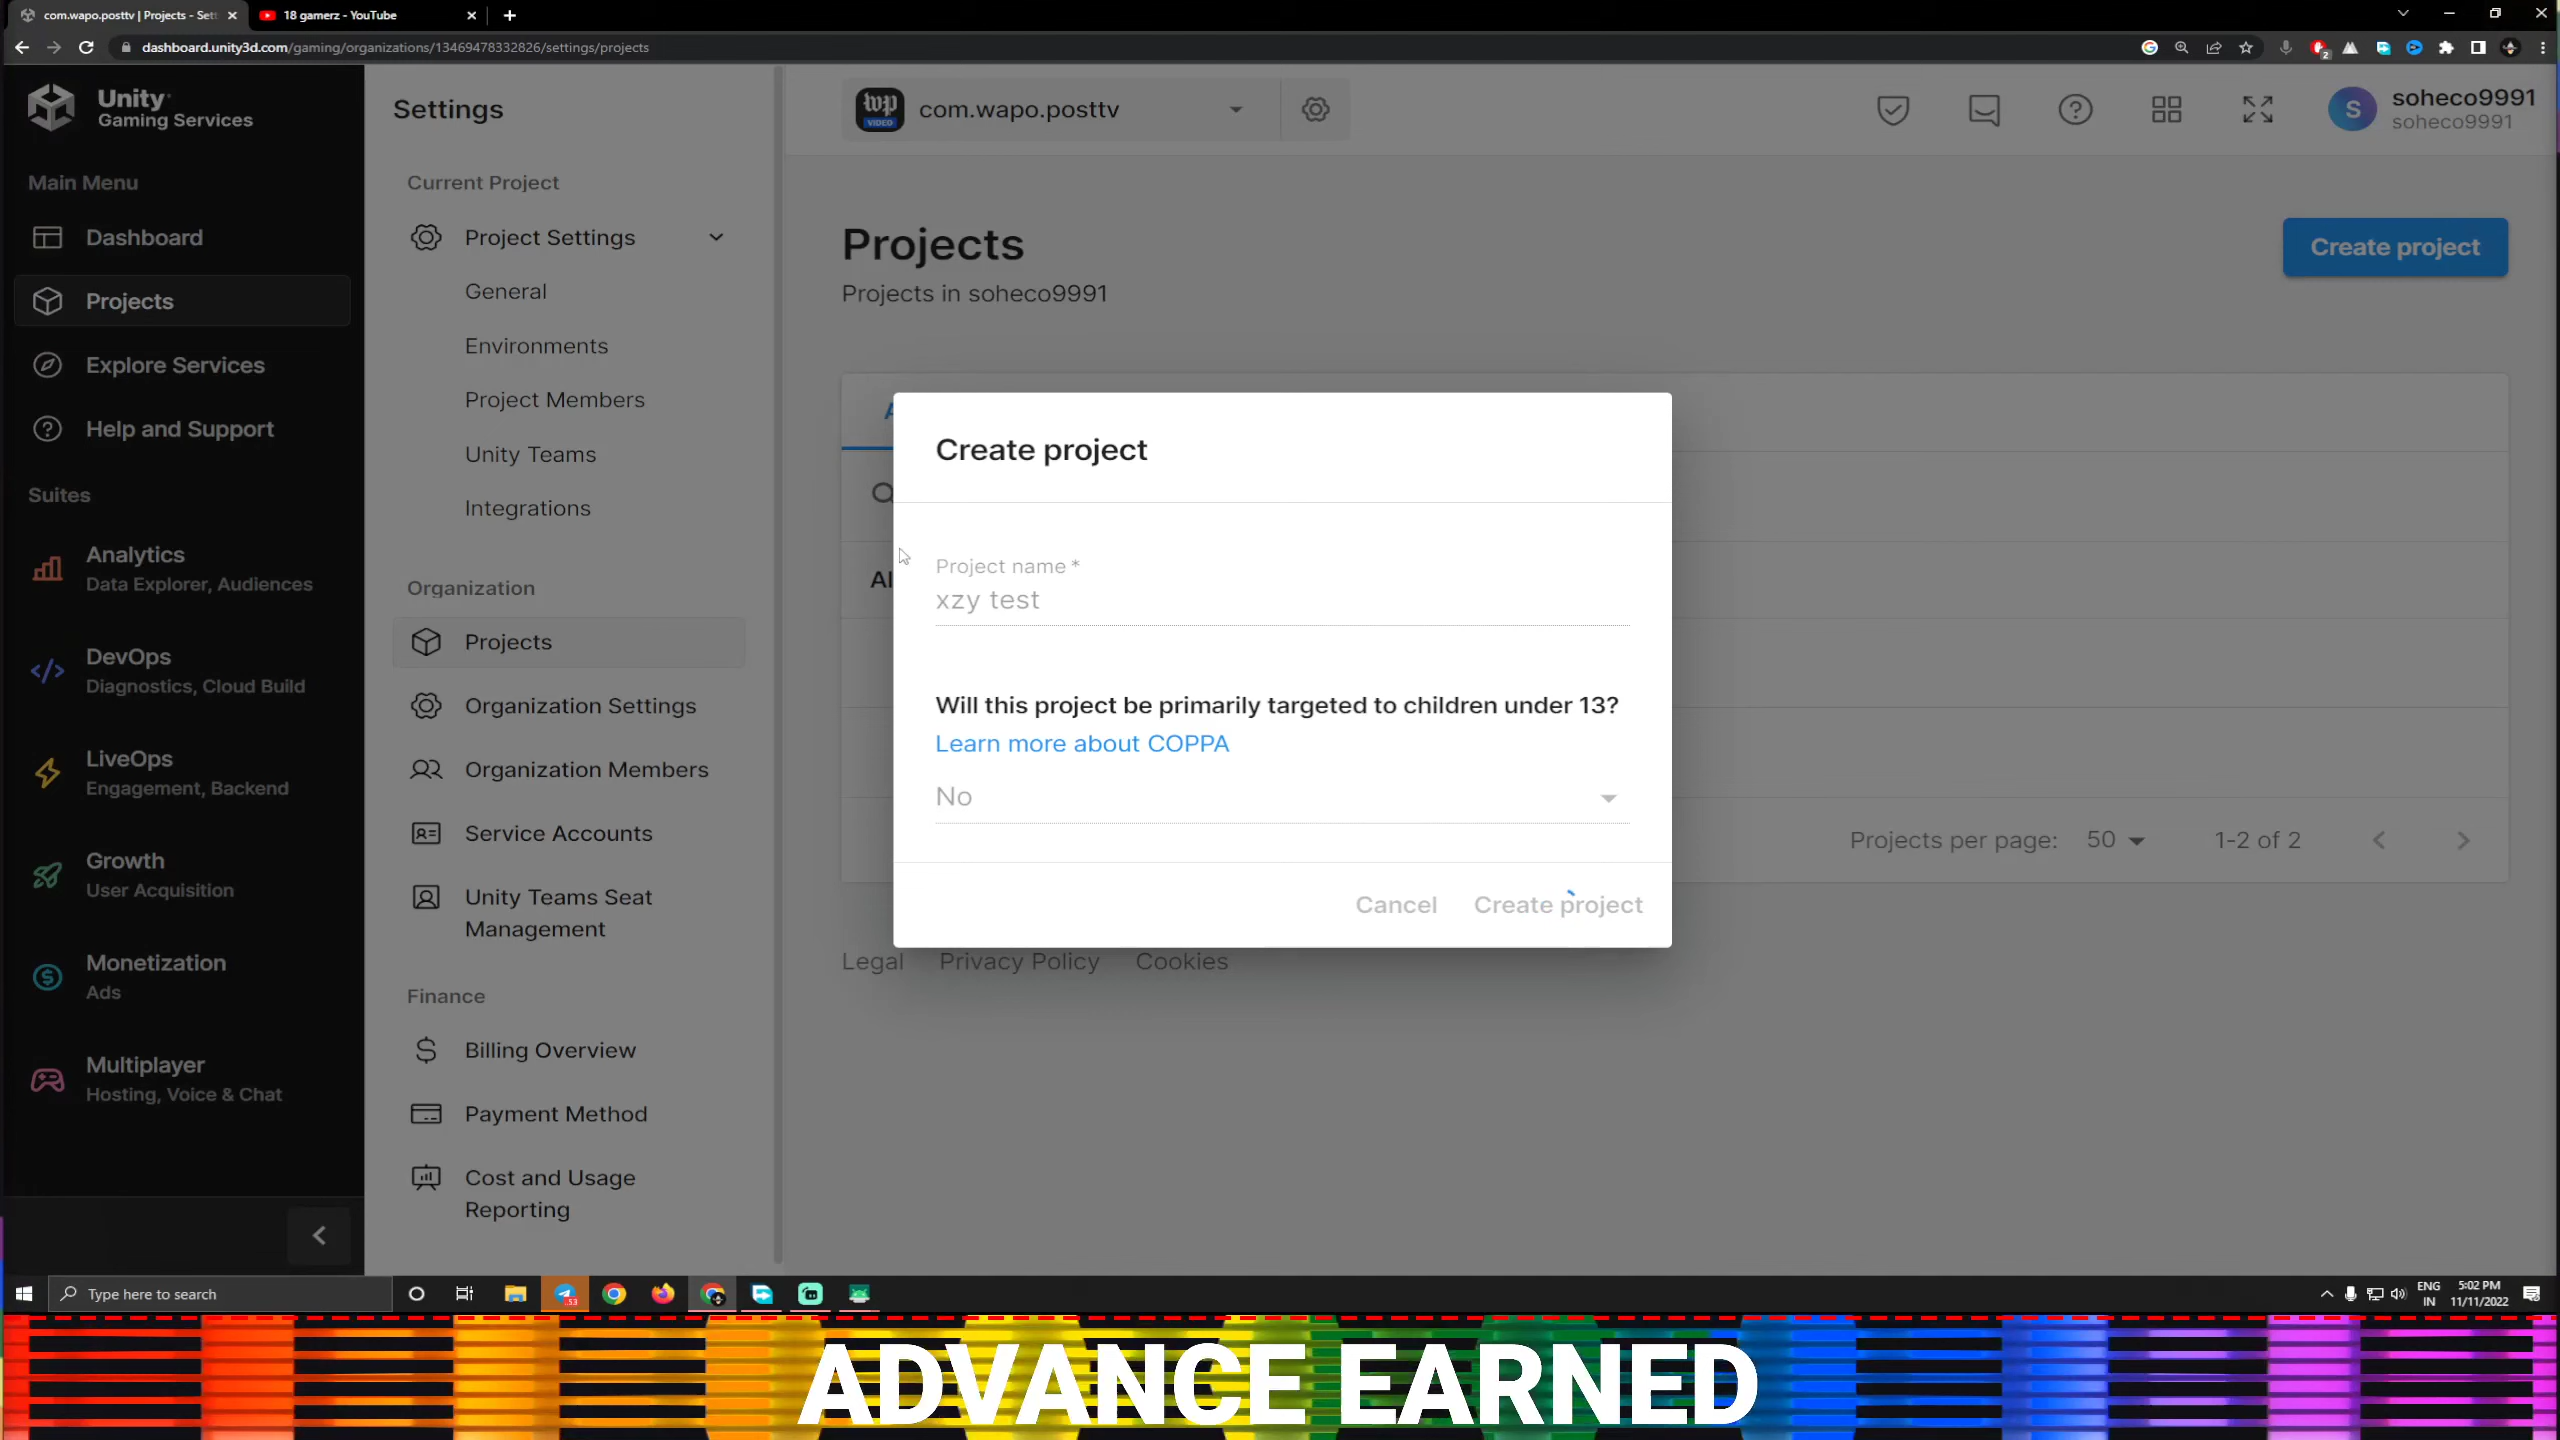 com.wapo.posttv | Projects - Sett
18 gamerz - YouTube
dashboard.unity3d.com/gaming/organizations/13469478332826/settings/projects
2
Unity
Gaming Services
Main Menu
Dashboard
Projects
Explore Services
Help and Support
Suites
Analytics
Data Explorer, Audiences
DevOps
Diagnostics, Cloud Build
LiveOps
Engagement, Backend
Growth
User Acquisition
Monetization
Ads
Multiplayer
Hosting, Voice & Chat
Settings
Current Project
Project Settings
General
Environments
Project Members
Unity Teams
Integrations
Organization
Projects
Organization Settings
Organization Members
Service Accounts
Unity Teams Seat
Management
Finance
Billing Overview
Payment Method
Cost and Usage
Reporting
wp
VIDEO
com.wapo.posttv
S
soheco9991
soheco9991
Projects
Projects in soheco9991
Create project
Al
Create project
Project name *
xzy test
Will this project be primarily targeted to children under 13?
Learn more about COPPA
No
Cancel
Create project
Projects per page: 50
1-2 of 2
Legal
Privacy Policy
Cookies
Type here to search
53
ENG
IN
5:02 PM
11/11/2022
ADVANCE EARNED